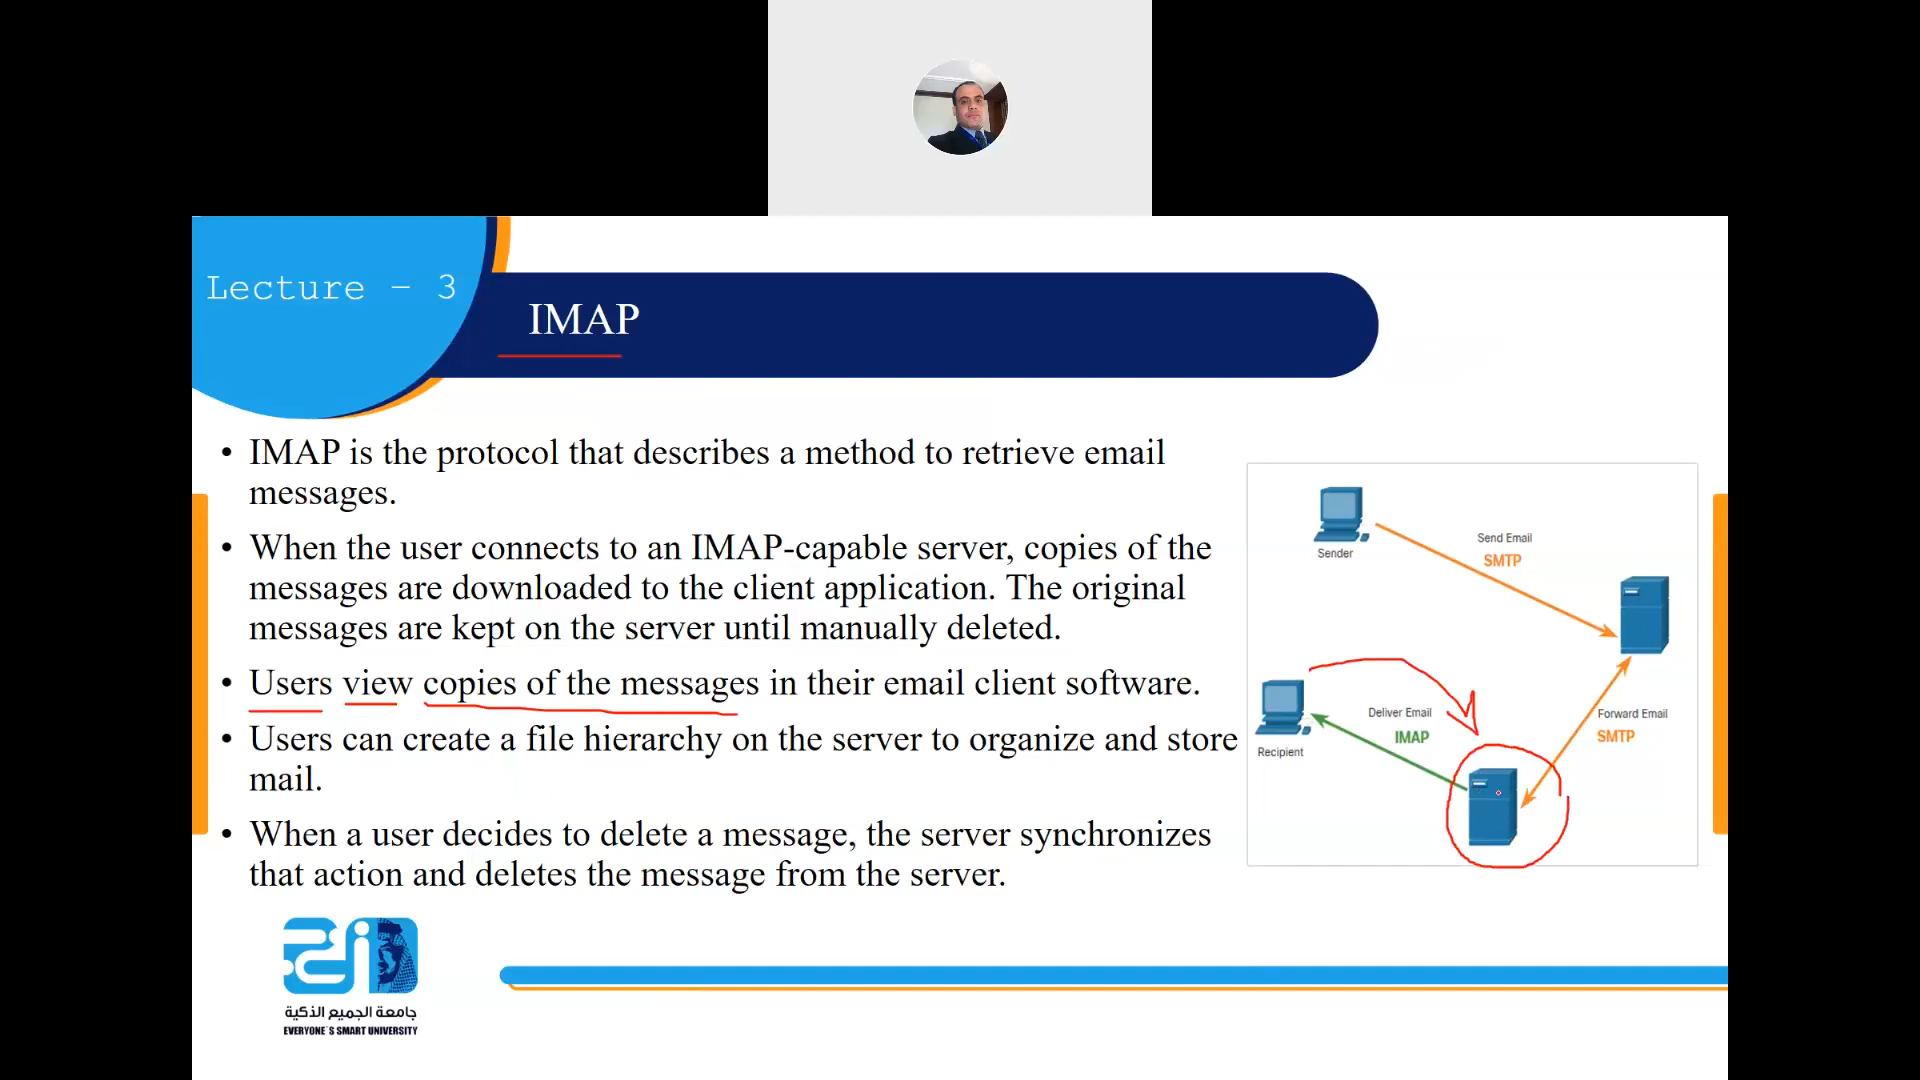 Lecture - 3
IMAP
• IMAP is the protocol that describes a method to retrieve email
messages.
• When the user connects to an IMAP-capable server, copies of the
messages are downloaded to the client application. The original
messages are kept on the server until manually deleted.
• Users view copies of the messages in their email client software.
• Users can create a file hierarchy on the server to organize and store
mail.
• When a user decides to delete a message, the server synchronizes
that action and deletes the message from the server.
Sender
Send Email
SMTP
Deliver Email
IMAP
Recipient
Forward Email
SMTP
جامعة الجميع الذكية
EVERYONE`S SMART UNIVERSITY